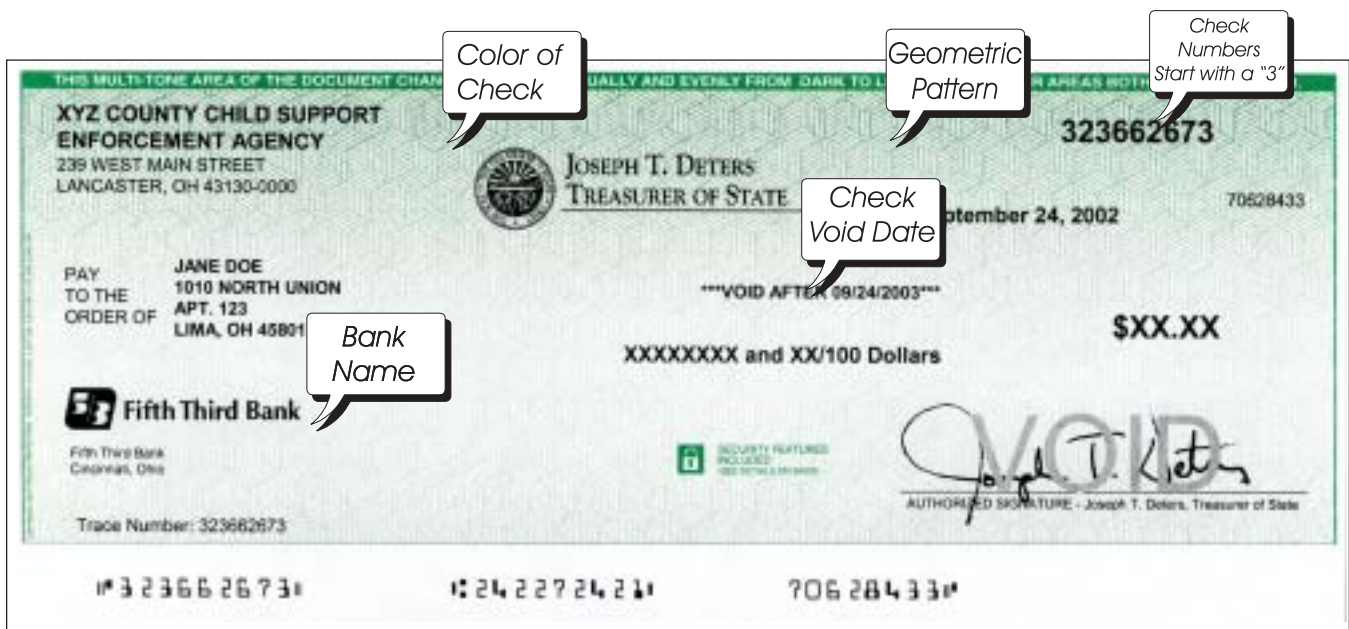 Color of
Check
Geometric
Pattern
Check
Numbers
Start with a "3"
THIS MULTI-TONE AREA OF THE DOCUMENT CHAN UALLY AND EVENLY FROM DARK TO L R AREAS BOTH
XYZ COUNTY CHILD SUPPORT
ENFORCEMENT AGENCY
239 WEST MAIN STREET
LANCASTER, OH 43130-0000
JOSEPH T. DETERS
TREASURER OF STATE
323662673
Check
Void Date
ptember 24, 2002
70628433
PAY
TO THE
ORDER OF
JANE DOE
1010 NORTH UNION
APT. 123
LIMA, OH 45801
***VOID AFTER 09/24/2003***
$XX.XX
XXXXXXXX and XX/100 Dollars
Bank
Name
Fifth Third Bank
Fifth Third Bank
Cincinnati, Ohio
SECURITY FEATURES
INCLUDED
VOID
Joseph T. Deters
AUTHORIZED SIGNATURE - Joseph T. Deters, Treasurer of State
Trace Number: 323662673
⑈323662673⑈ ⑆242272421⑆ 70628433⑈